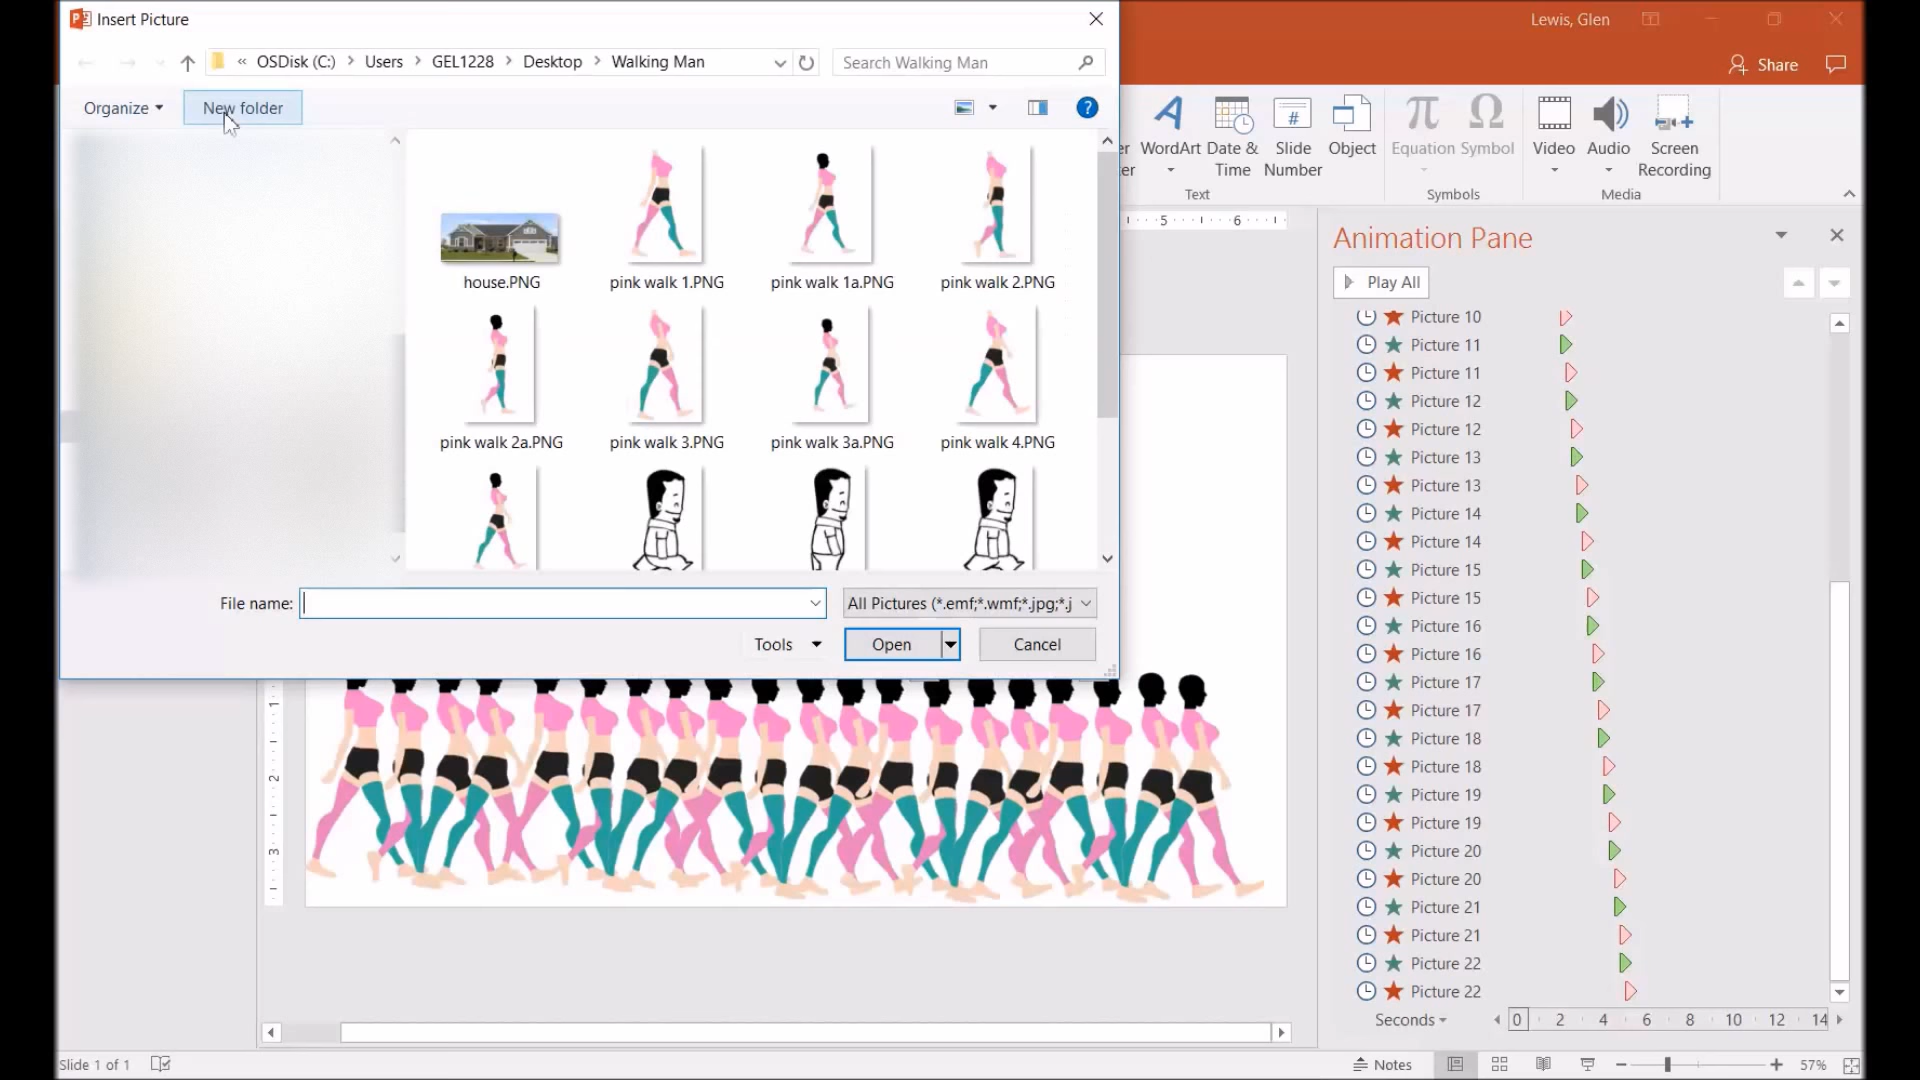 Insert Picture
Lewis, Glen
« OSDisk (C:) > Users > GEL1228 > Desktop > Walking Man
Search Walking Man
Share
Organize
New folder
?
WordArt
Date & Time
Slide Number
Object
Equation
Symbol
Video
Audio
Screen Recording
Text
Symbols
Media
5 6
Animation Pane
Play All
house.PNG
pink walk 1.PNG
pink walk 1a.PNG
pink walk 2.PNG
pink walk 2a.PNG
pink walk 3.PNG
pink walk 3a.PNG
pink walk 4.PNG
File name:
All Pictures (*.emf;*.wmf;*.jpg;*.j
Tools
Open
Cancel
1
2
3
Picture 10
Picture 11
Picture 11
Picture 12
Picture 12
Picture 13
Picture 13
Picture 14
Picture 14
Picture 15
Picture 15
Picture 16
Picture 16
Picture 17
Picture 17
Picture 18
Picture 18
Picture 19
Picture 19
Picture 20
Picture 20
Picture 21
Picture 21
Picture 22
Picture 22
Seconds
0 2 4 6 8 10 12 14
Slide 1 of 1
Notes
57%